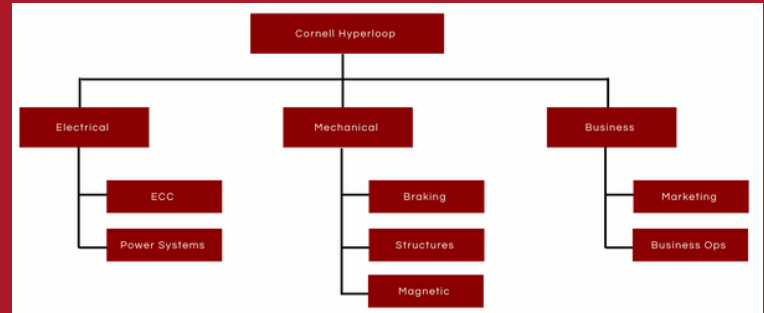 Cornell Hyperloop
Electrical
Mechanical
Business
ECC
Braking
Marketing
Power Systems
Structures
Business Ops
Magnetic